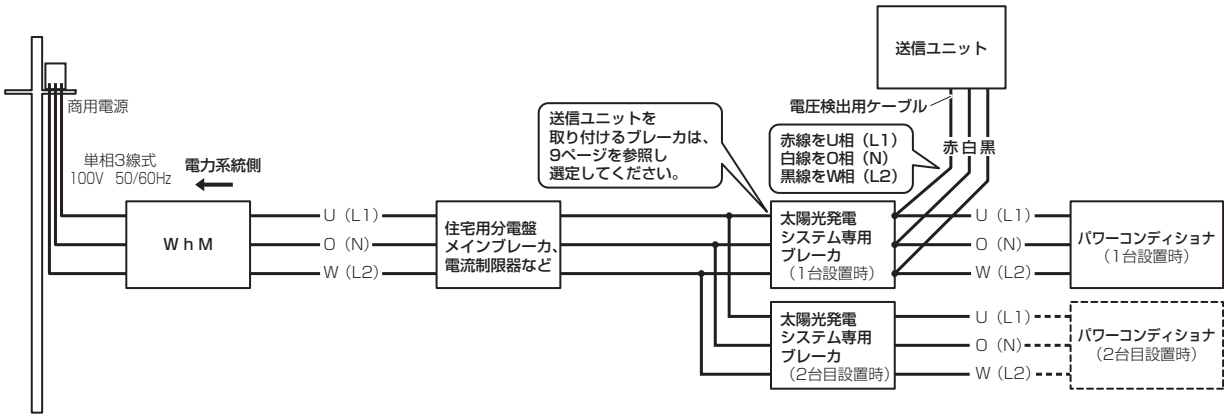 送信ユニット
商用電源
電圧検出用ケーブル
送信ユニットを
取り付けるブレーカは、
9ページを参照し
選定してください。
赤線をU相（L1）
白線をO相（N）
黒線をW相（L2）
赤 白 黒
単相3線式
100V 50/60Hz
電力系統側
WhM
U（L1）
O（N）
W（L2）
住宅用分電盤
メインブレーカ、
電流制限器など
太陽光発電
システム専用
ブレーカ
（1台設置時）
U（L1）
O（N）
W（L2）
パワーコンディショナ
（1台設置時）
太陽光発電
システム専用
ブレーカ
（2台目設置時）
U（L1）
O（N）
W（L2）
パワーコンディショナ
（2台目設置時）